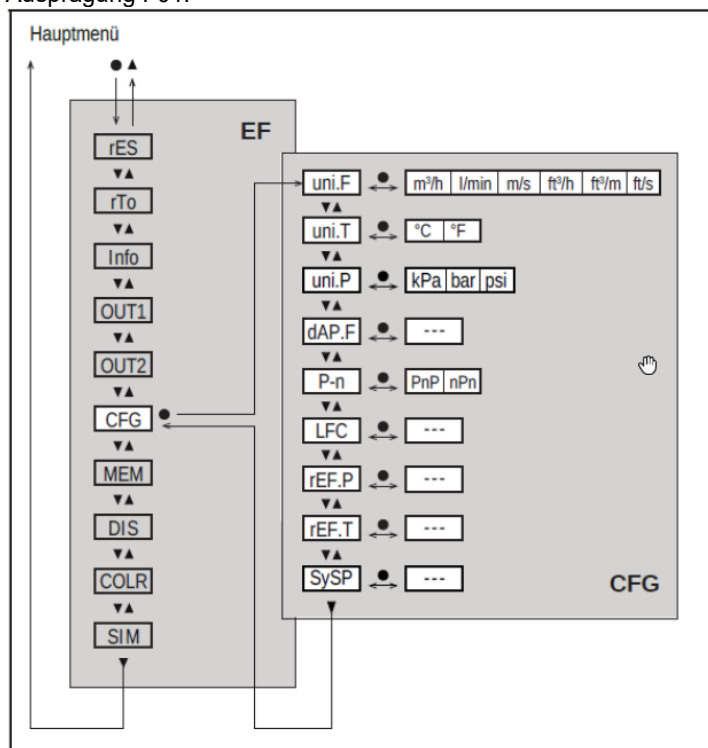 Hauptmenü
EF
rES
rTo
Info
OUT1
OUT2
CFG
MEM
DIS
COLR
SIM
uni.F m³/h l/min m/s ft³/h ft³/m ft/s
uni.T °C °F
uni.P kPa bar psi
dAP.F ---
P-n PnP nPn
LFC ---
rEF.P ---
rEF.T ---
SySP ---
CFG